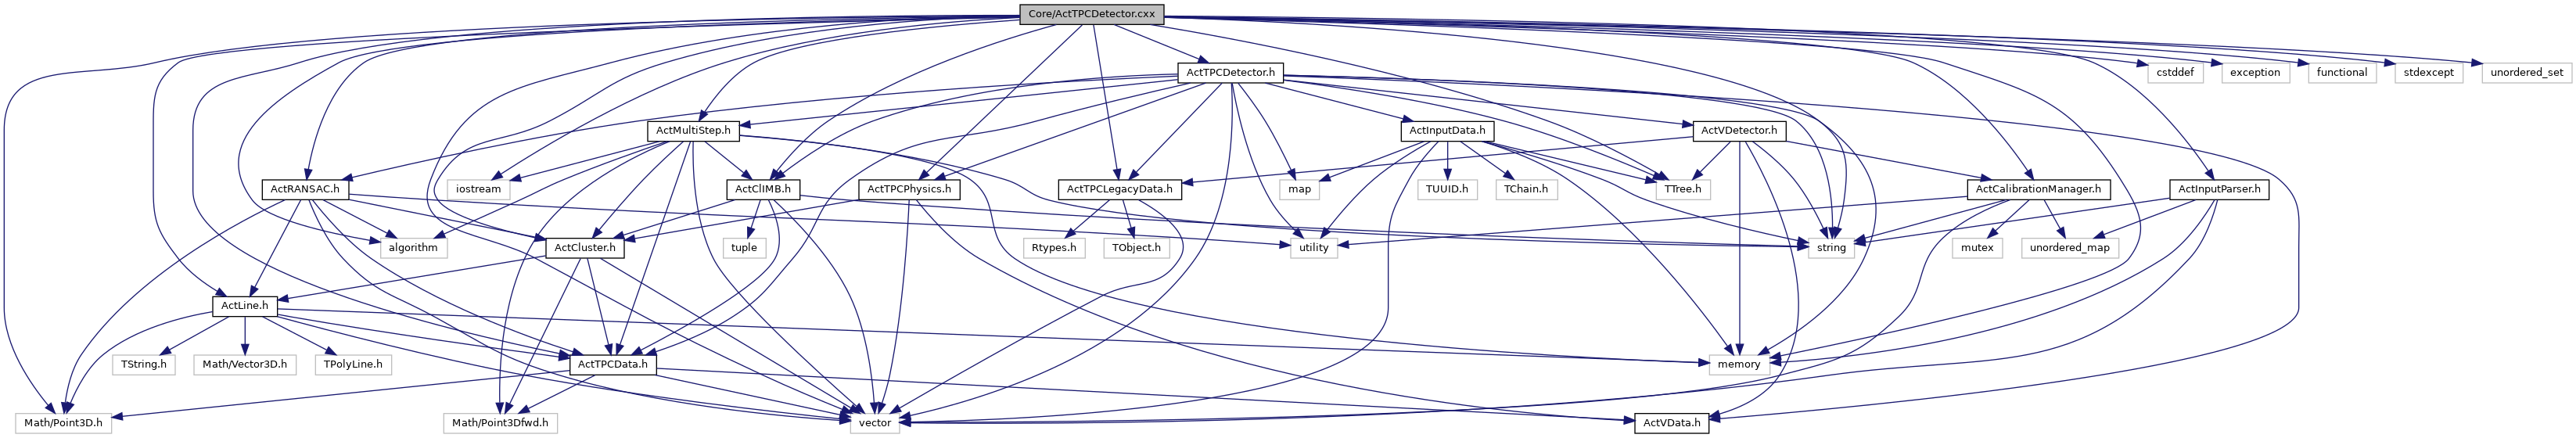 Core/ActTPCDetector.cxx
ActTPCDetector.h
cstddef
exception
functional
stdexcept
unordered_set
ActMultiStep.h
ActInputData.h
ActVDetector.h
ActRANSAC.h
iostream
ActClIMB.h
ActTPCPhysics.h
ActTPCLegacyData.h
map
TUUID.h
TChain.h
TTree.h
ActCalibrationManager.h
ActInputParser.h
algorithm
ActCluster.h
tuple
Rtypes.h
TObject.h
utility
string
mutex
unordered_map
ActLine.h
TString.h
Math/Vector3D.h
TPolyLine.h
ActTPCData.h
memory
Math/Point3D.h
Math/Point3Dfwd.h
vector
ActVData.h